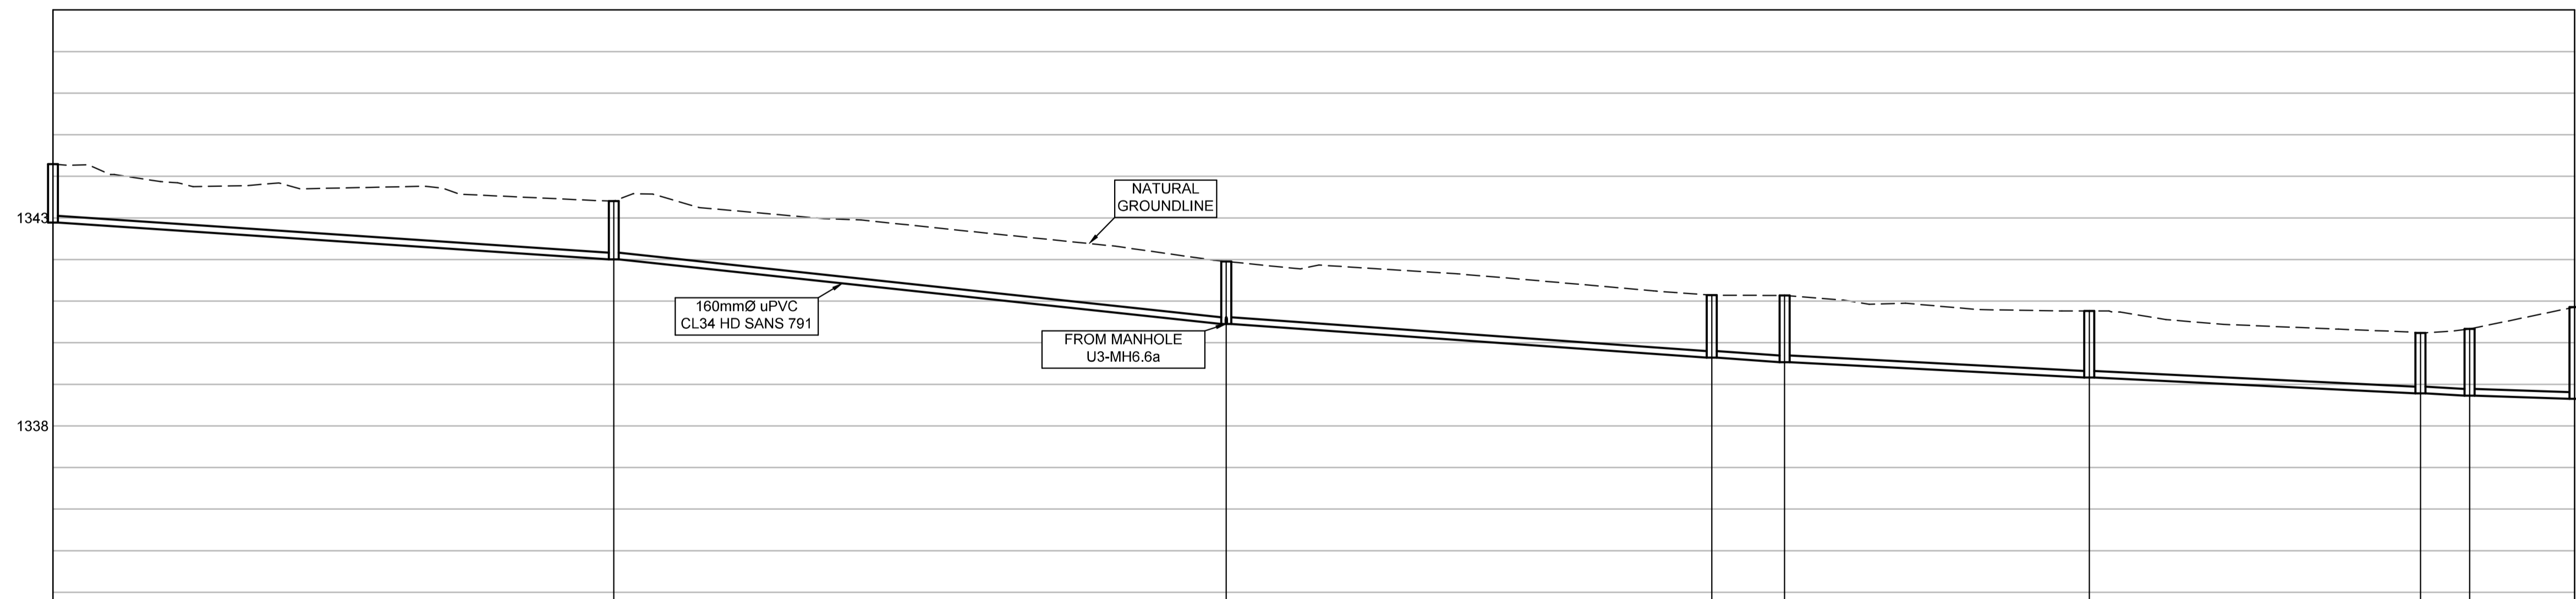 NATURAL
GROUNDLINE
1343
160mmØ uPVC
CL34 HD SANS 791
FROM MANHOLE
U3-MH6.6a
1338